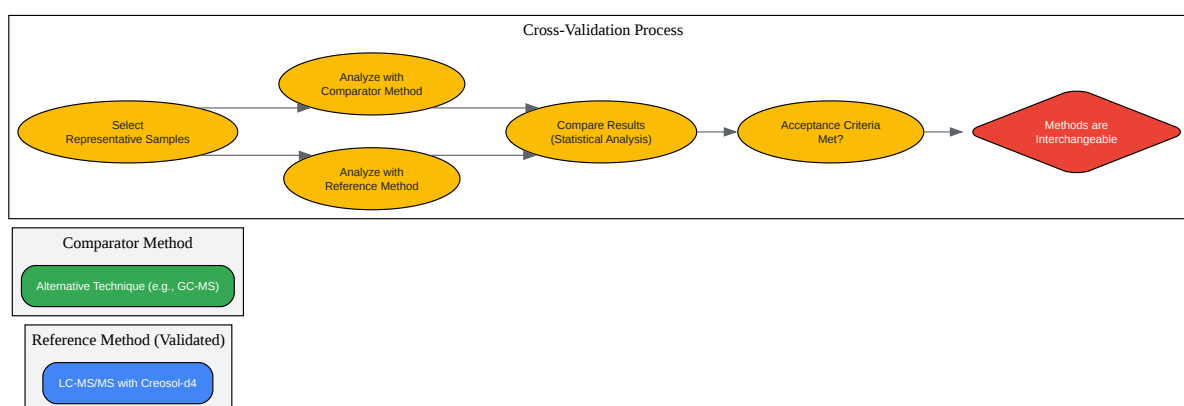 Cross-Validation Process
Analyze with
Comparator Method
Select
Representative Samples
Analyze with
Reference Method
Compare Results
(Statistical Analysis)
Acceptance Criteria
Met?
Methods are
Interchangeable
Comparator Method
Alternative Technique (e.g., GC-MS)
Reference Method (Validated)
LC-MS/MS with Creosol-d4